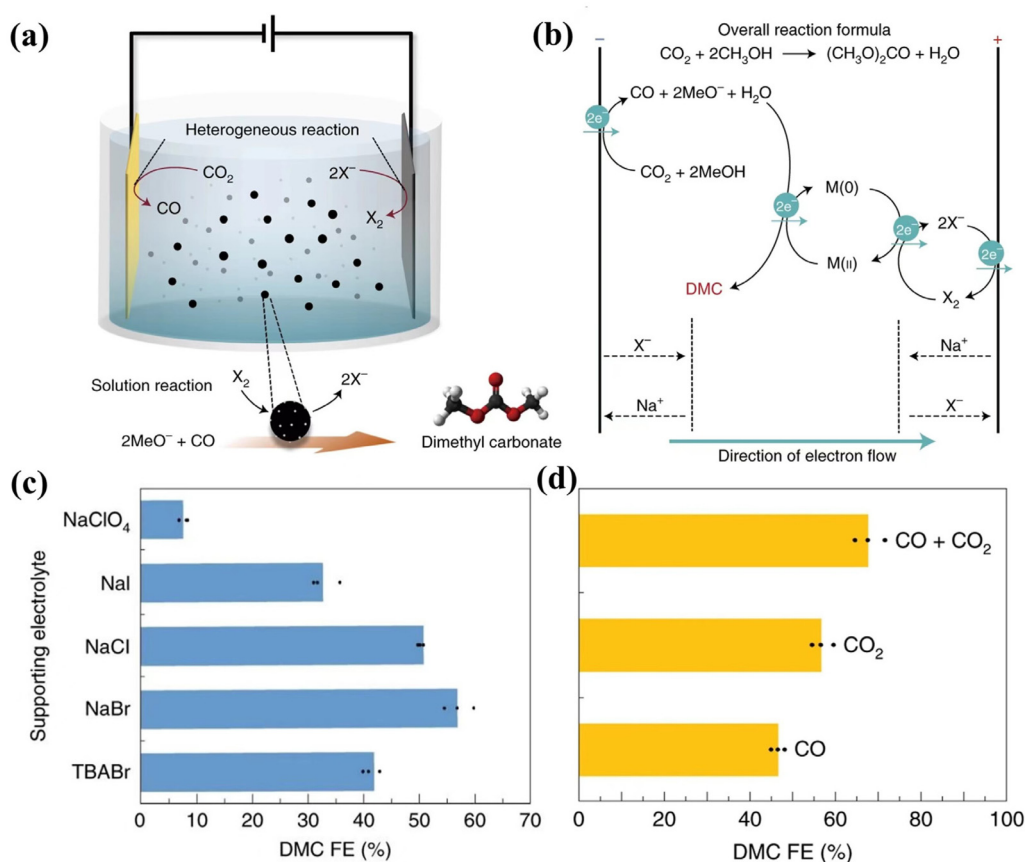 (a)
Heterogeneous reaction
CO₂
CO
2X⁻
X₂
Solution reaction
X₂
2X⁻
2MeO⁻ + CO
Dimethyl carbonate
(b)
Overall reaction formula
CO₂ + 2CH₃OH ⟶ (CH₃O)₂CO + H₂O
−
+
CO + 2MeO⁻ + H₂O
2e⁻
CO₂ + 2MeOH
M(0)
2e⁻
2e⁻
2X⁻
2e⁻
M(II)
DMC
X₂
X⁻
Na⁺
Na⁺
X⁻
Direction of electron flow
(c)
Supporting electrolyte
NaClO₄
NaI
NaCl
NaBr
TBABr
0 10 20 30 40 50 60 70
DMC FE (%)
(d)
CO + CO₂
CO₂
CO
0 20 40 60 80 100
DMC FE (%)